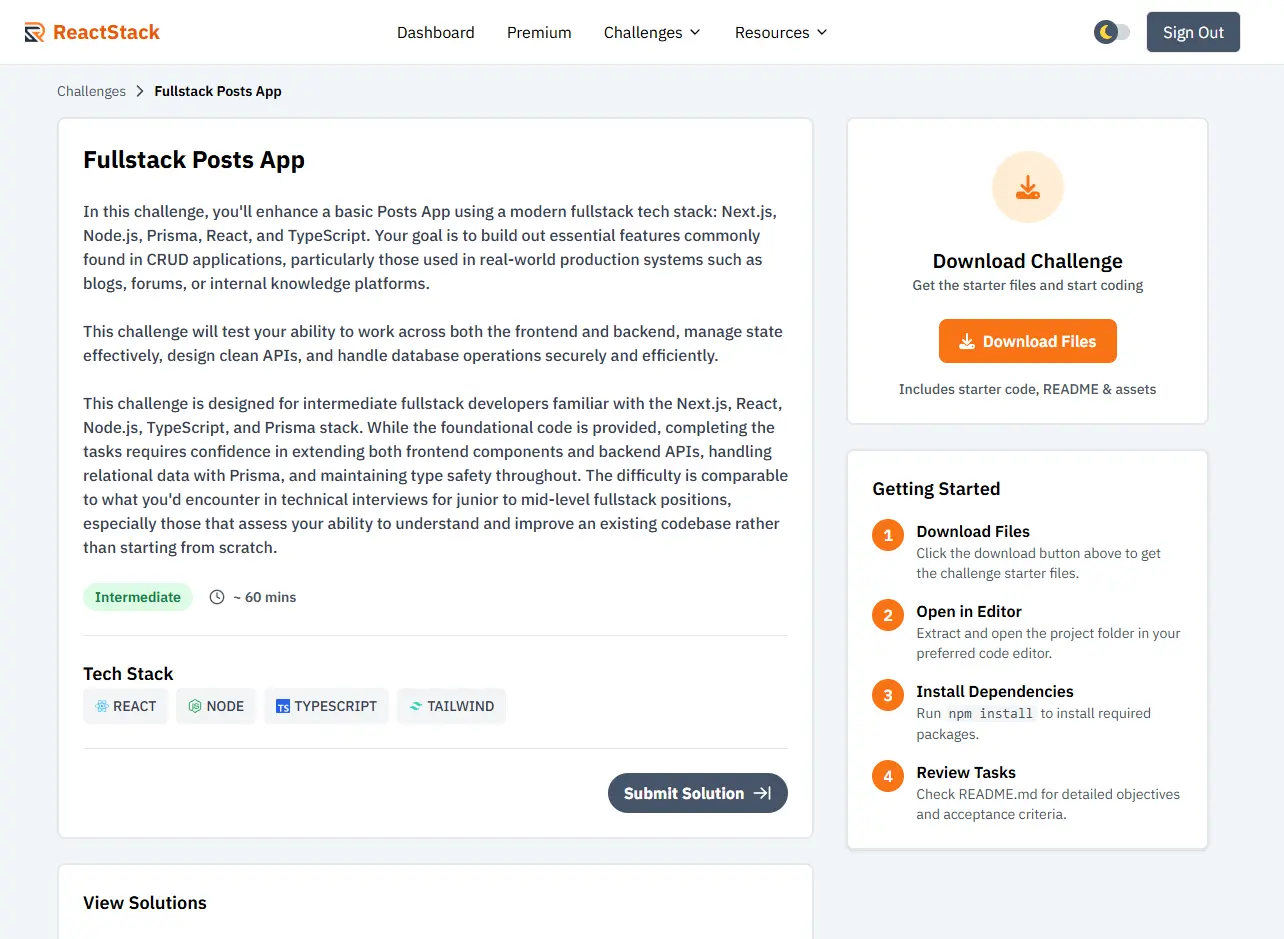 ReactStack
Dashboard
Premium
Challenges
Resources
Sign Out
Challenges
Fullstack Posts App
Fullstack Posts App
In this challenge, you'll enhance a basic Posts App using a modern fullstack tech stack: Next.js,
Node.js, Prisma, React, and TypeScript. Your goal is to build out essential features commonly
found in CRUD applications, particularly those used in real-world production systems such as
blogs, forums, or internal knowledge platforms.
This challenge will test your ability to work across both the frontend and backend, manage state
effectively, design clean APIs, and handle database operations securely and efficiently.
This challenge is designed for intermediate fullstack developers familiar with the Next.js, React,
Node.js, TypeScript, and Prisma stack. While the foundational code is provided, completing the
tasks requires confidence in extending both frontend components and backend APIs, handling
relational data with Prisma, and maintaining type safety throughout. The difficulty is comparable
to what you'd encounter in technical interviews for junior to mid-level fullstack positions,
especially those that assess your ability to understand and improve an existing codebase rather
than starting from scratch.
Intermediate
~ 60 mins
Tech Stack
REACT
NODE
TS TYPESCRIPT
TAILWIND
Submit Solution
View Solutions
Download Challenge
Get the starter files and start coding
Download Files
Includes starter code, README & assets
Getting Started
1 Download Files
Click the download button above to get
the challenge starter files.
2 Open in Editor
Extract and open the project folder in your
preferred code editor.
3 Install Dependencies
Run npm install to install required
packages.
4 Review Tasks
Check README.md for detailed objectives
and acceptance criteria.